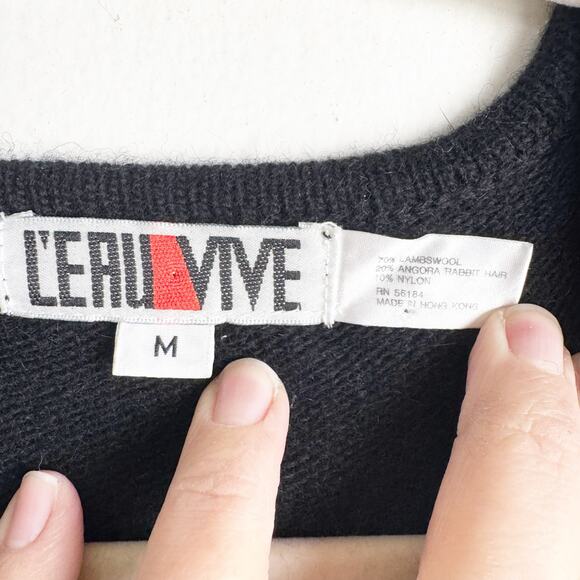 L'EAU VIVE
M
70% LAMBSWOOL
20% ANGORA RABBIT HAIR
10% NYLON
RN 56184
MADE IN HONG KONG